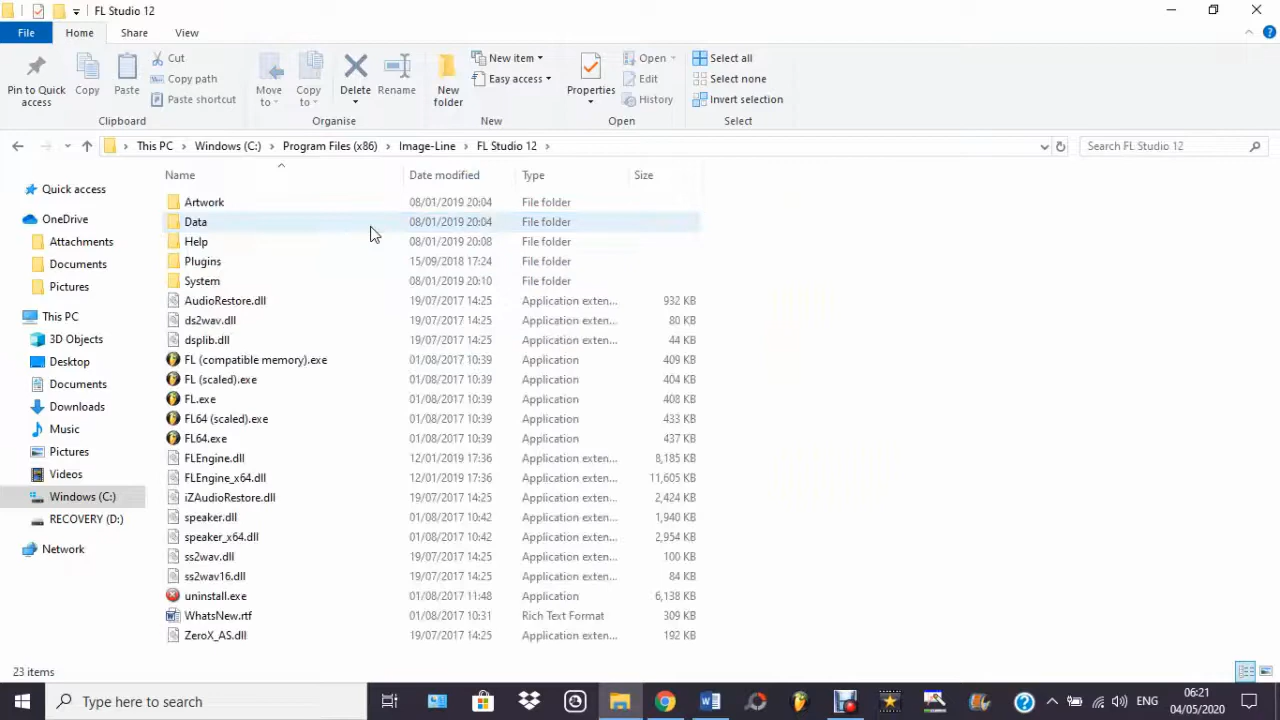 FL Studio 12
File Home Share View
Pin to Quick access
Copy
Paste
Cut
Copy path
Paste shortcut
Clipboard
Move to
Copy to
Delete
Rename
Organise
New folder
New item
Easy access
New
Properties
Open
Edit
History
Open
Select all
Select none
Invert selection
Select
This PC > Windows (C:) > Program Files (x86) > Image-Line > FL Studio 12 >
Search FL Studio 12
Quick access
OneDrive
Attachments
Documents
Pictures
This PC
3D Objects
Desktop
Documents
Downloads
Music
Pictures
Videos
Windows (C:)
RECOVERY (D:)
Network
Name Date modified Type Size
Artwork 08/01/2019 20:04 File folder
Data 08/01/2019 20:04 File folder
Help 08/01/2019 20:08 File folder
Plugins 15/09/2018 17:24 File folder
System 08/01/2019 20:10 File folder
AudioRestore.dll 19/07/2017 14:25 Application exten... 932 KB
ds2wav.dll 19/07/2017 14:25 Application exten... 80 KB
dsplib.dll 19/07/2017 14:25 Application exten... 44 KB
FL (compatible memory).exe 01/08/2017 10:39 Application 409 KB
FL (scaled).exe 01/08/2017 10:39 Application 404 KB
FL.exe 01/08/2017 10:39 Application 408 KB
FL64 (scaled).exe 01/08/2017 10:39 Application 433 KB
FL64.exe 01/08/2017 10:39 Application 437 KB
FLEngine.dll 12/01/2019 17:36 Application exten... 8,185 KB
FLEngine_x64.dll 12/01/2019 17:36 Application exten... 11,605 KB
iZAudioRestore.dll 19/07/2017 14:25 Application exten... 2,424 KB
speaker.dll 01/08/2017 10:42 Application exten... 1,940 KB
speaker_x64.dll 01/08/2017 10:42 Application exten... 2,954 KB
ss2wav.dll 19/07/2017 14:25 Application exten... 100 KB
ss2wav16.dll 19/07/2017 14:25 Application exten... 84 KB
uninstall.exe 01/08/2017 11:48 Application 6,138 KB
WhatsNew.rtf 01/08/2017 10:31 Rich Text Format 309 KB
ZeroX_AS.dll 19/07/2017 14:25 Application exten... 192 KB
23 items
Type here to search
ENG
06:21
04/05/2020